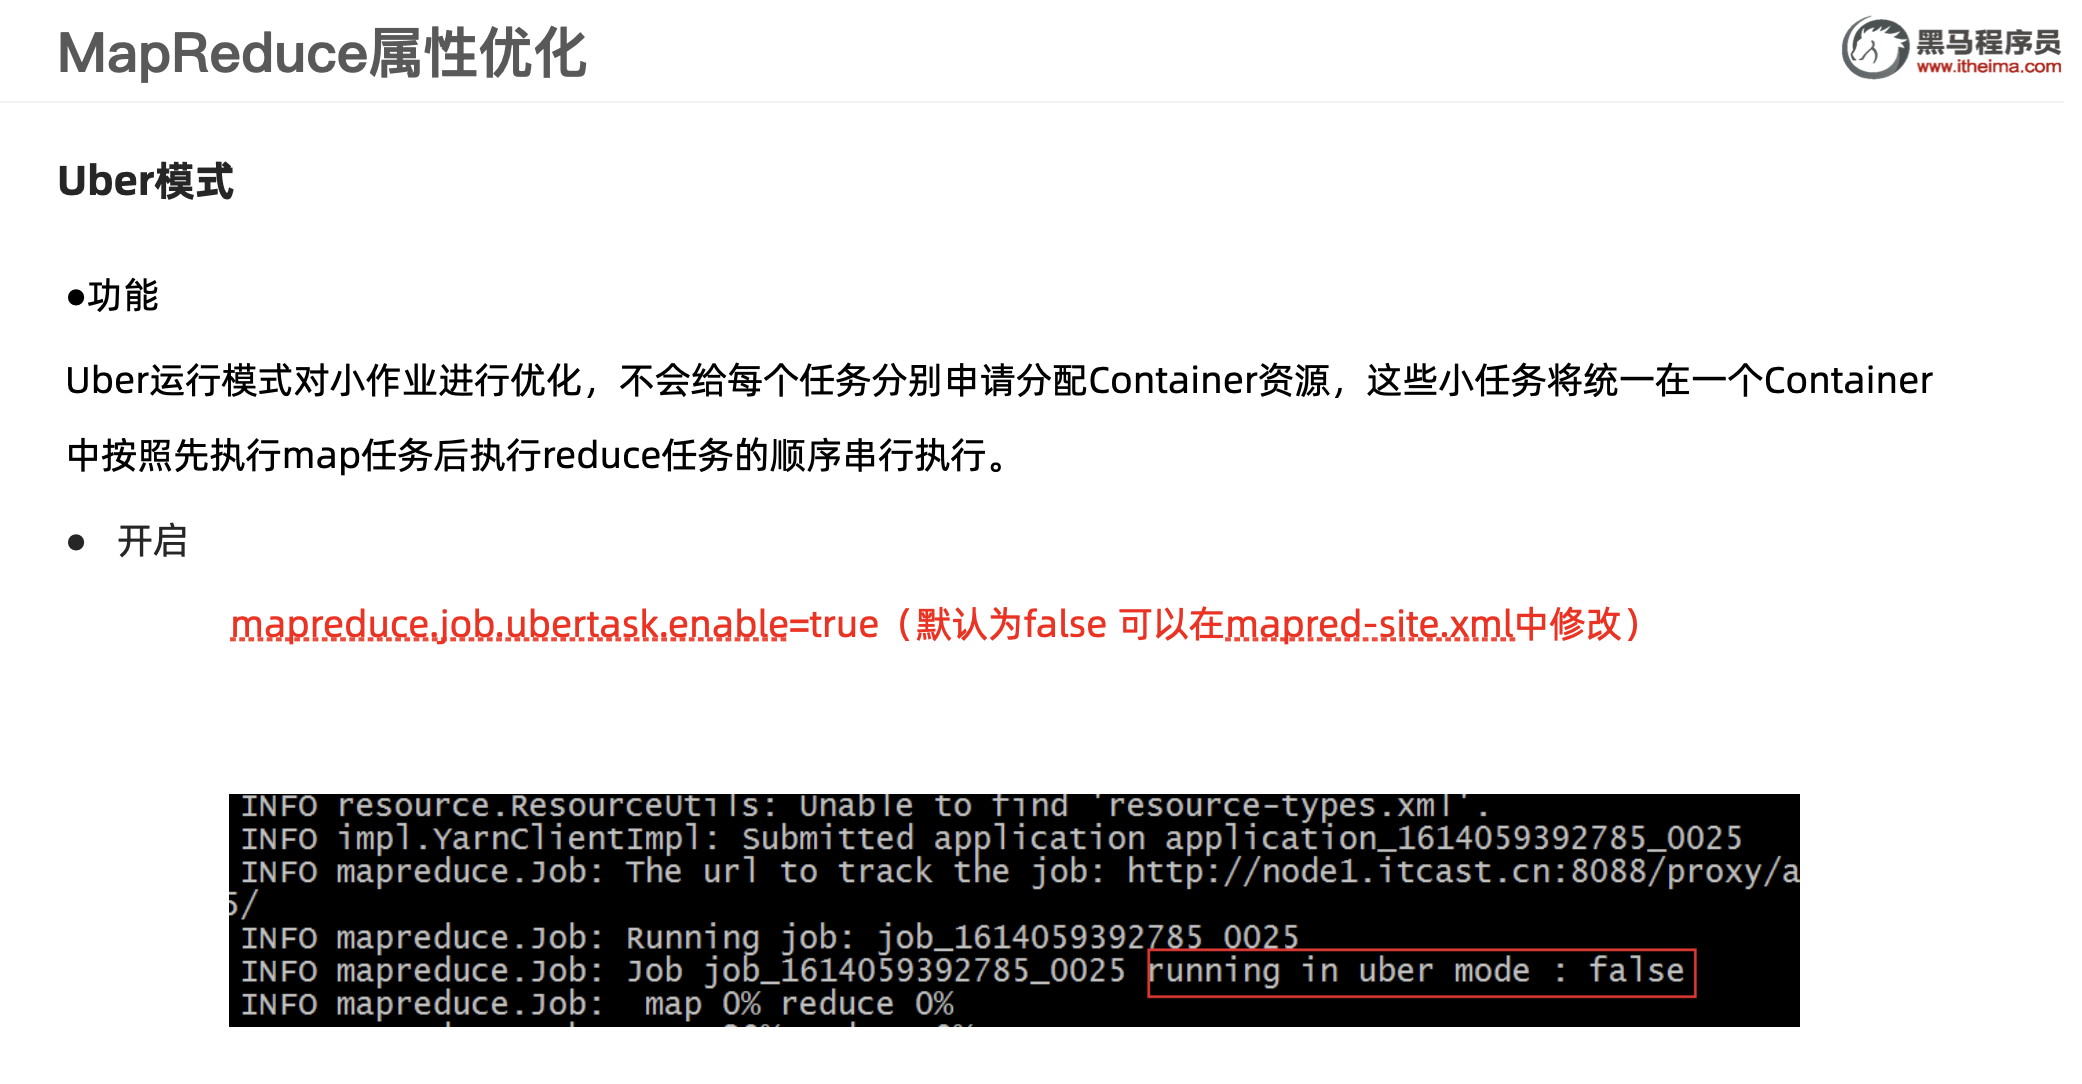 MapReduce属性优化
黑马程序员
www.itheima.com
Uber模式
●功能
Uber运行模式对小作业进行优化，不会给每个任务分别申请分配Container资源，这些小任务将统一在一个Container
中按照先执行map任务后执行reduce任务的顺序串行执行。
● 开启
mapreduce.job.ubertask.enable=true（默认为false 可以在mapred-site.xml中修改）
INFO resource.ResourceUtils: Unable to find 'resource-types.xml'.
INFO impl.YarnClientImpl: Submitted application application_1614059392785_0025
INFO mapreduce.Job: The url to track the job: http://node1.itcast.cn:8088/proxy/a
5/
INFO mapreduce.Job: Running job: job_1614059392785_0025
INFO mapreduce.Job: Job job_1614059392785_0025 running in uber mode : false
INFO mapreduce.Job:  map 0% reduce 0%